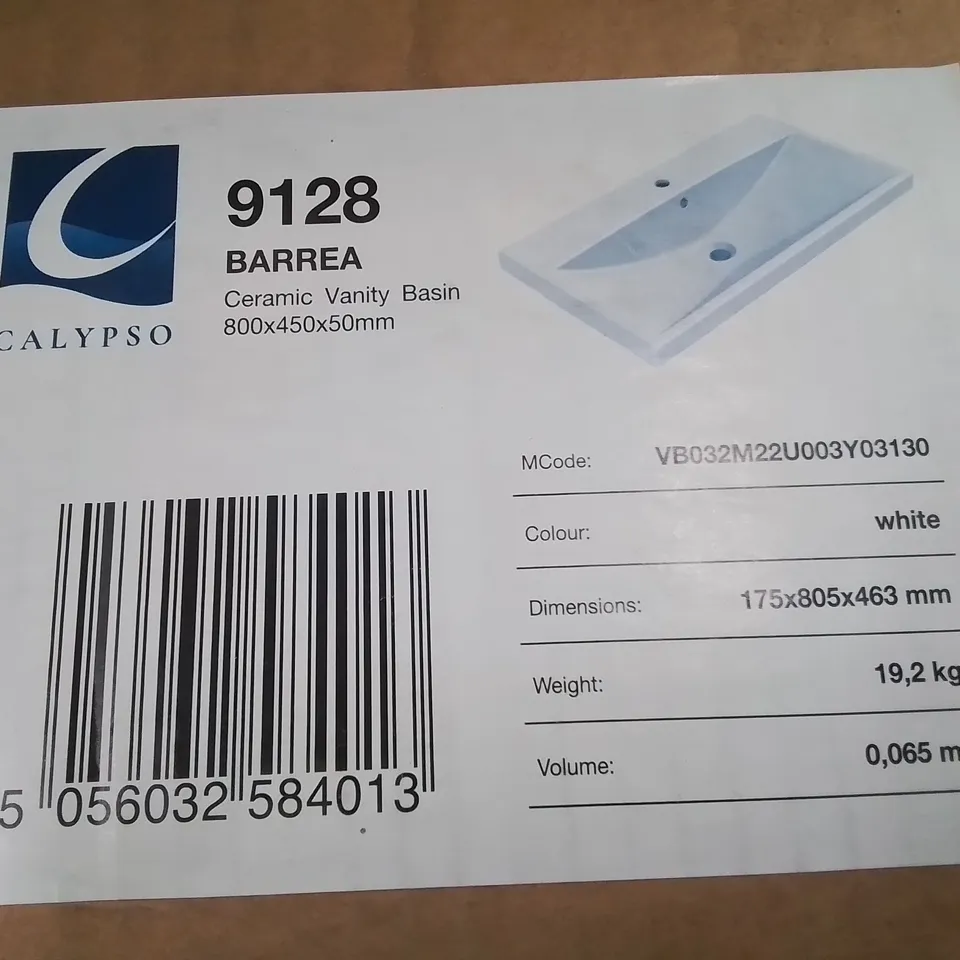 CALYPSO
9128
BARREA
Ceramic Vanity Basin
800x450x50mm
MCode: VB032M22U003Y03130
Colour: white
Dimensions: 175x805x463 mm
Weight: 19,2 kg
Volume: 0,065 m
5 056032 584013